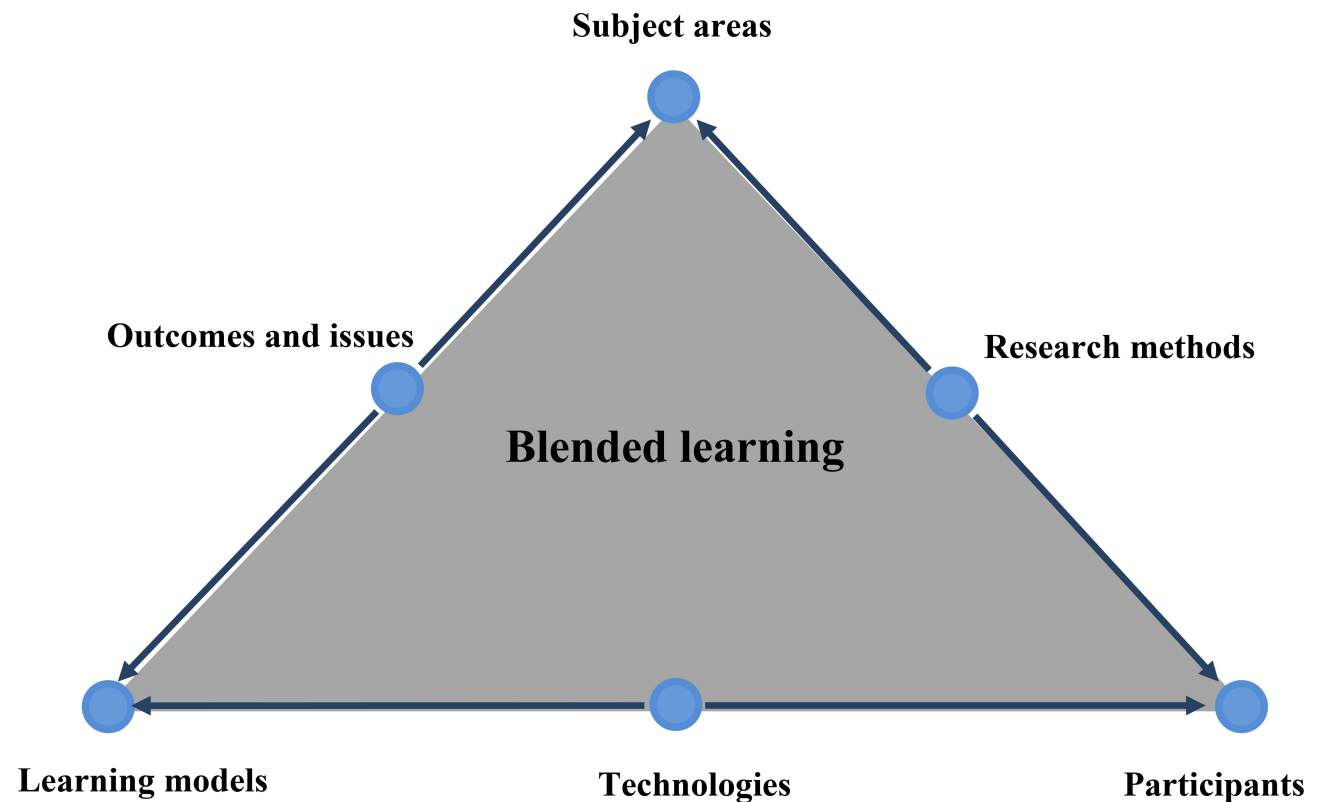 Subject areas
Outcomes and issues
Research methods
Blended learning
Learning models
Technologies
Participants